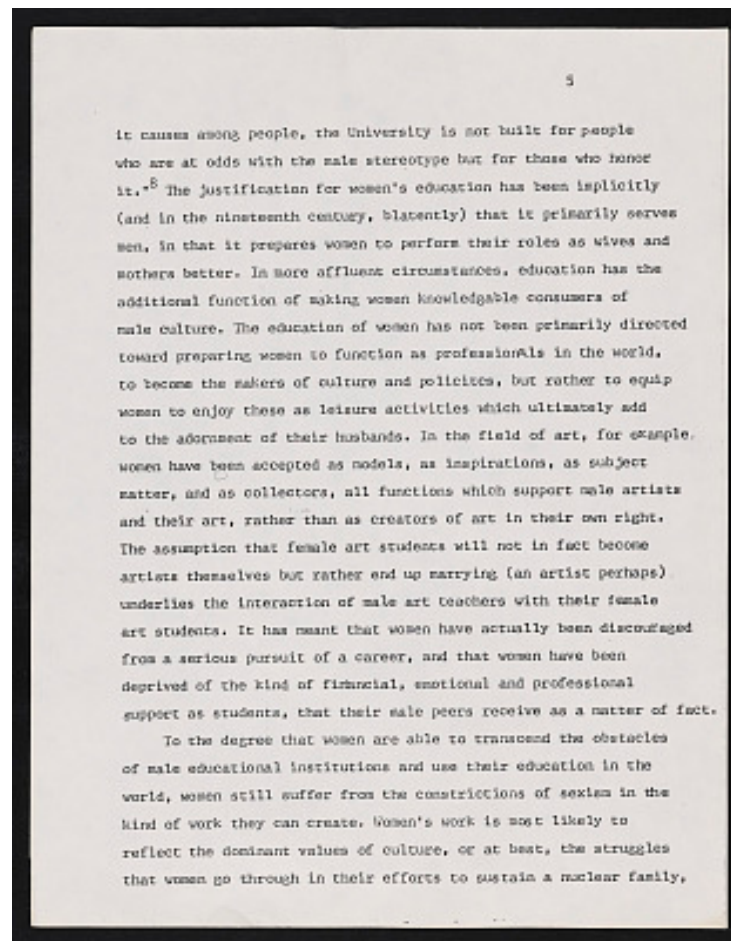 5
it causes among people, the University is not built for people
who are at odds with the male stereotype but for those who honor
it."8 The justification for women's education has been implicitly
(and in the nineteenth century, blatently) that it primarily serves
men, in that it prepares women to perform their roles as wives and
mothers better. In more affluent circumstances, education has the
additional function of making women knowledgable consumers of
male culture. The education of women has not been primarily directed
toward preparing women to function as professionAls in the world,
to become the makers of culture and policites, but rather to equip
women to enjoy these as leisure activities which ultimately add
to the adornment of their husbands. In the field of art, for example,
women have been accepted as models, as inspirations, as subject
matter, and as collectors, all functions which support male artists
and their art, rather than as creators of art in their own right.
The assumption that female art students will not in fact become
artists themselves but rather end up marrying (an artist perhaps)
underlies the interaction of male art teachers with their female
art students. It has meant that women have actually been discouraged
from a serious pursuit of a career, and that women have been
deprived of the kind of financial, emotional and professional
support as students, that their male peers receive as a matter of fact.
To the degree that women are able to transcend the obstacles
of male educational institutions and use their education in the
world, women still suffer from the constrictions of sexism in the
kind of work they can create. Women's work is most likely to
reflect the dominant values of culture, or at best, the struggles
that women go through in their efforts to sustain a nuclear family,